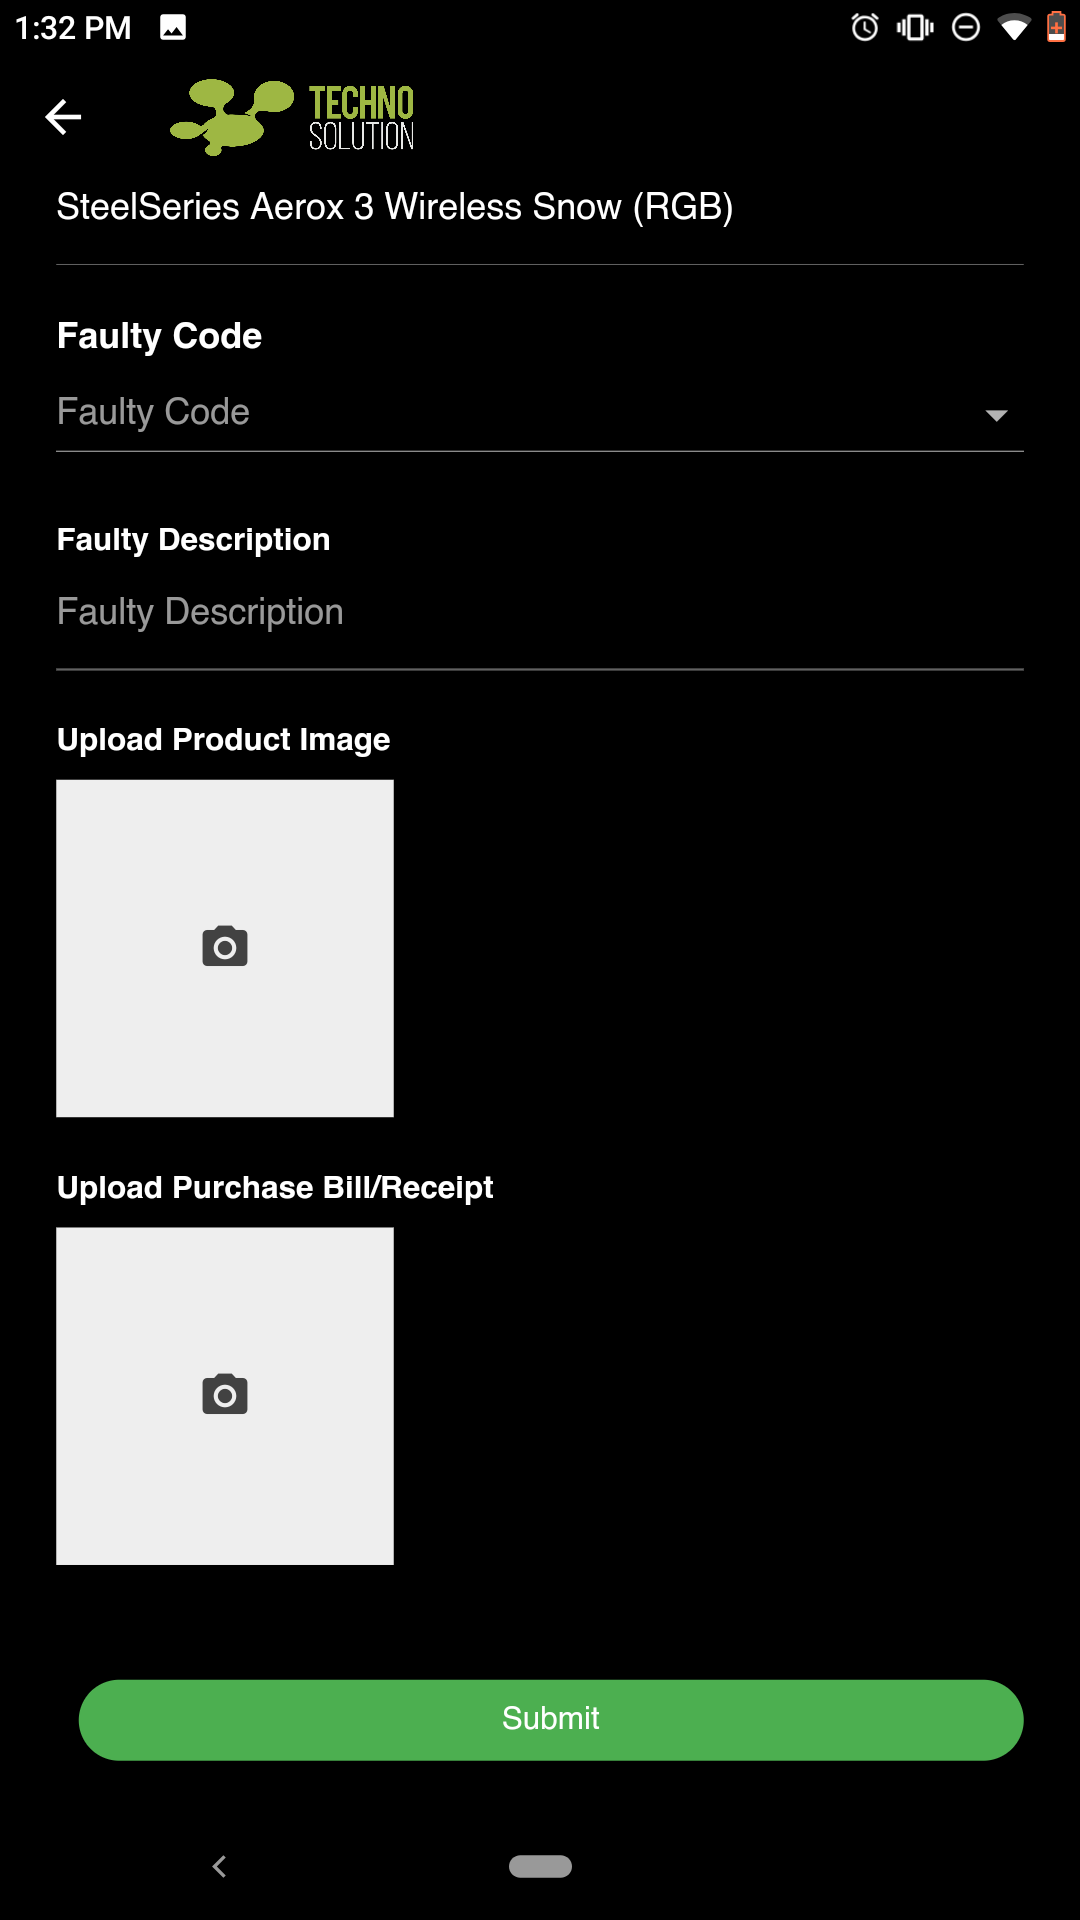 1:32 PM
TECHNO
SOLUTION
SteelSeries Aerox 3 Wireless Snow (RGB)
Faulty Code
Faulty Code
Faulty Description
Faulty Description
Upload Product Image
Upload Purchase Bill/Receipt
Submit